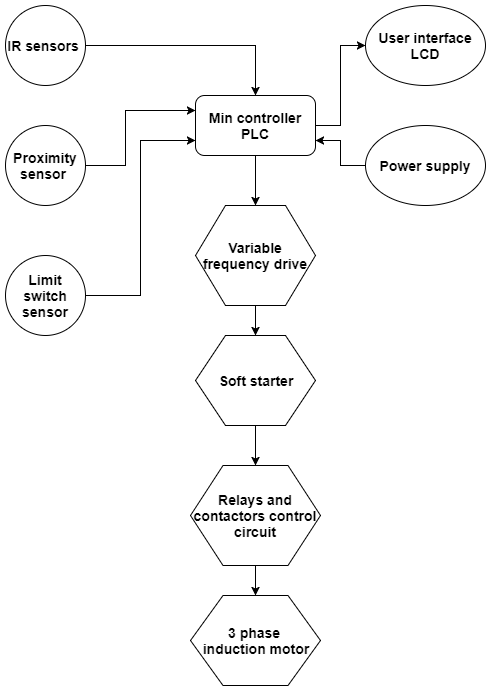 IR sensors
User interface
LCD
Min controller
PLC
Proximity
sensor
Power supply
Variable
frequency drive
Limit
switch
sensor
Soft starter
Relays and
contactors control
circuit
3 phase
induction motor